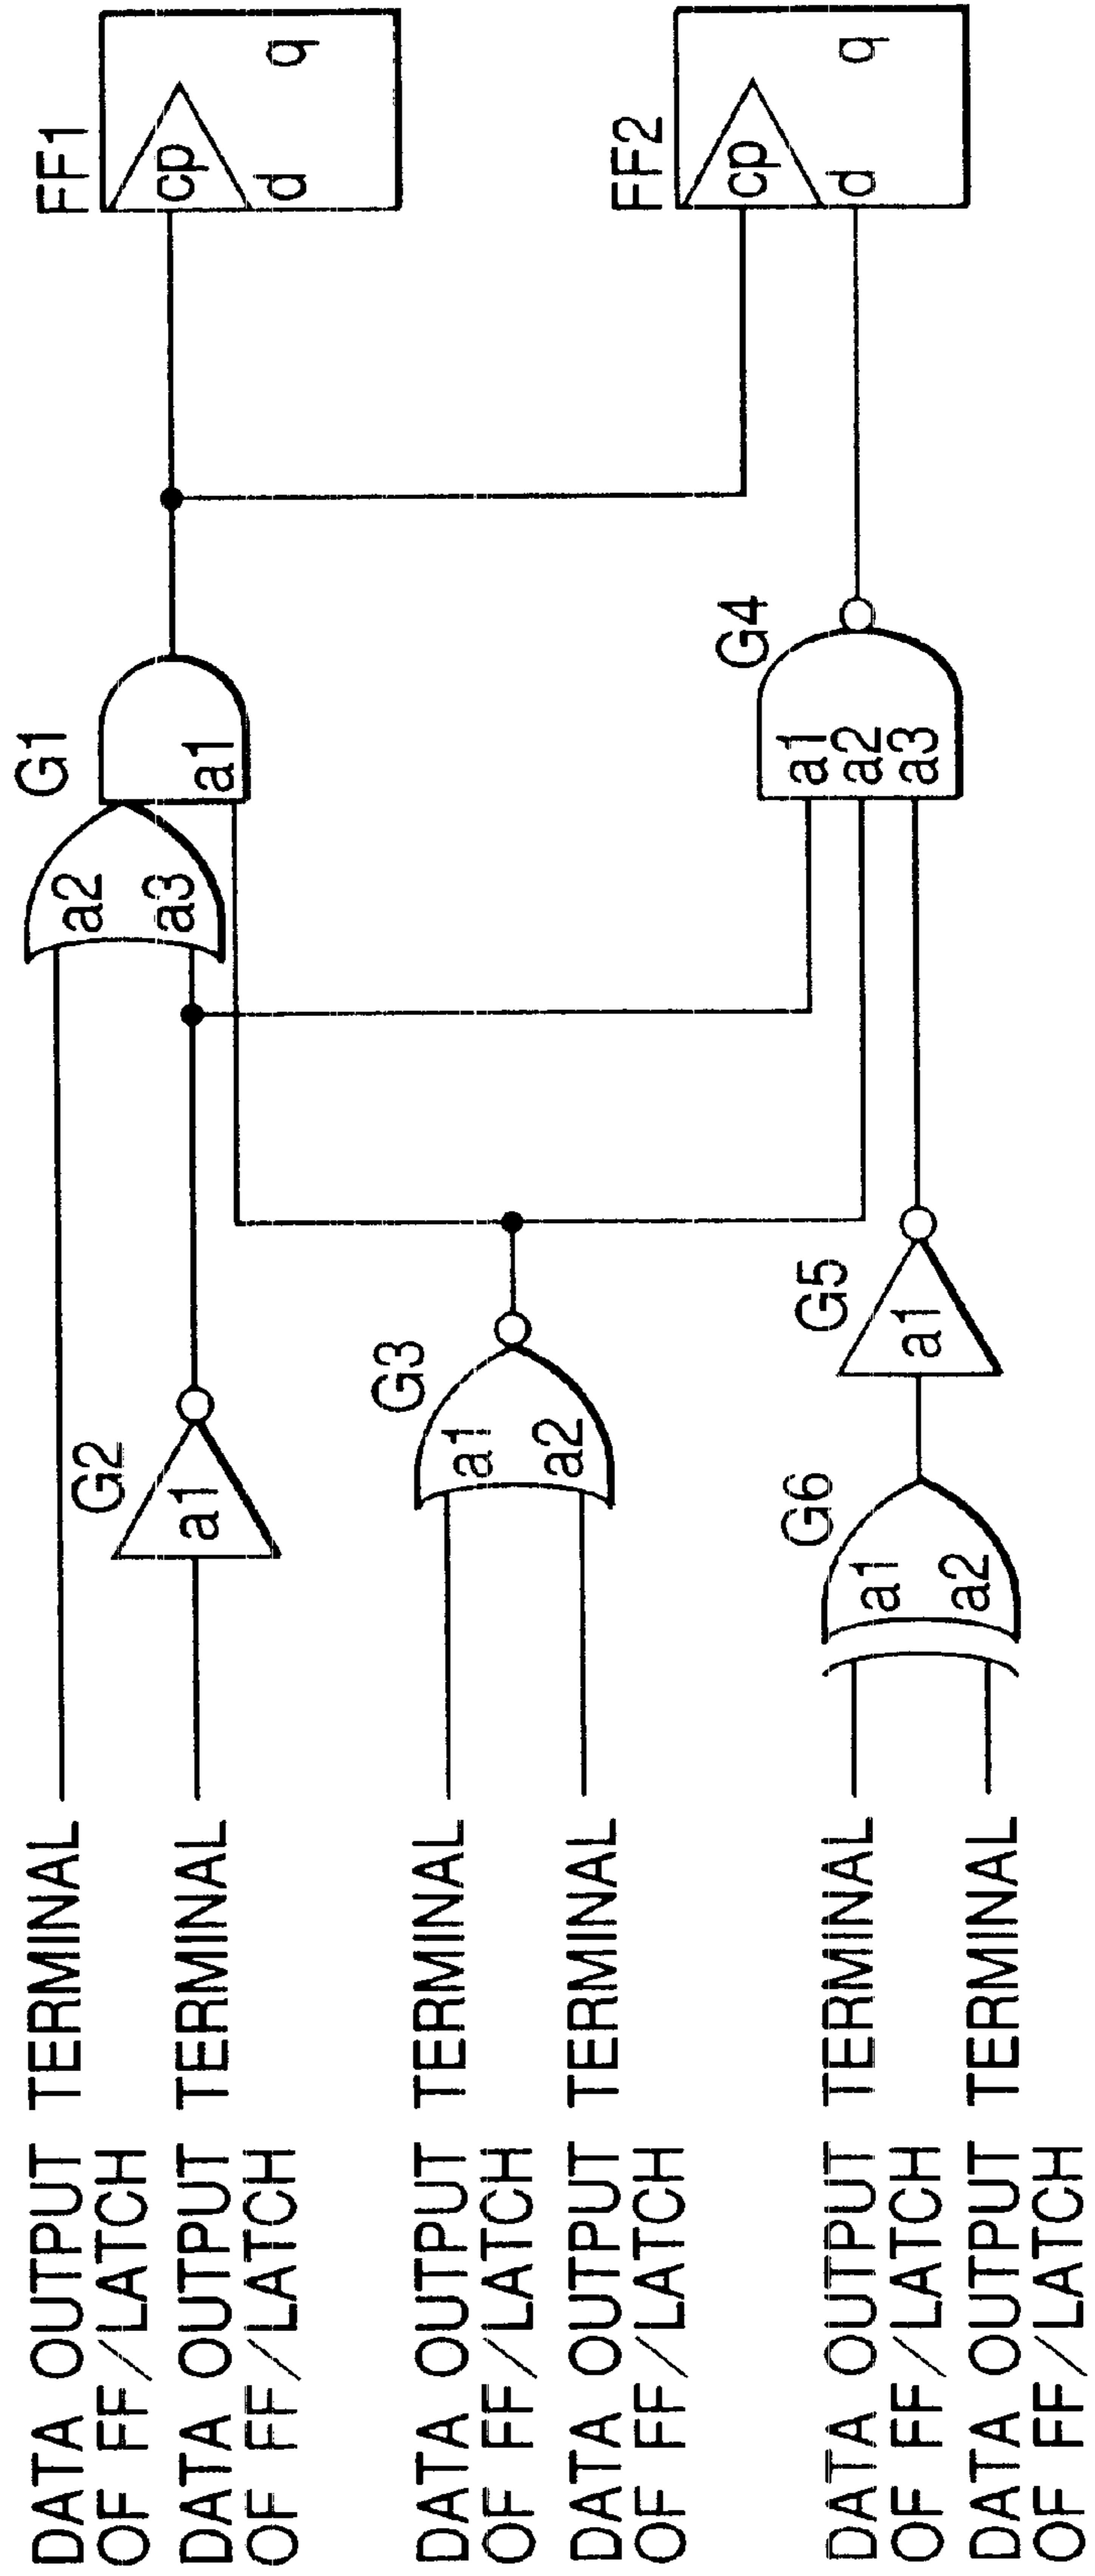 DATA OUTPUT TERMINAL
OF FF/LATCH
DATA OUTPUT TERMINAL
OF FF/LATCH
DATA OUTPUT TERMINAL
OF FF/LATCH
DATA OUTPUT TERMINAL
OF FF/LATCH
DATA OUTPUT TERMINAL
OF FF/LATCH
DATA OUTPUT TERMINAL
OF FF/LATCH
G2
a1
G3
a1
a2
G6
a1
a2
G5
a1
G1
a2
a3
a1
G4
a1
a2
a3
FF1
cp
d
q
FF2
cp
d
q